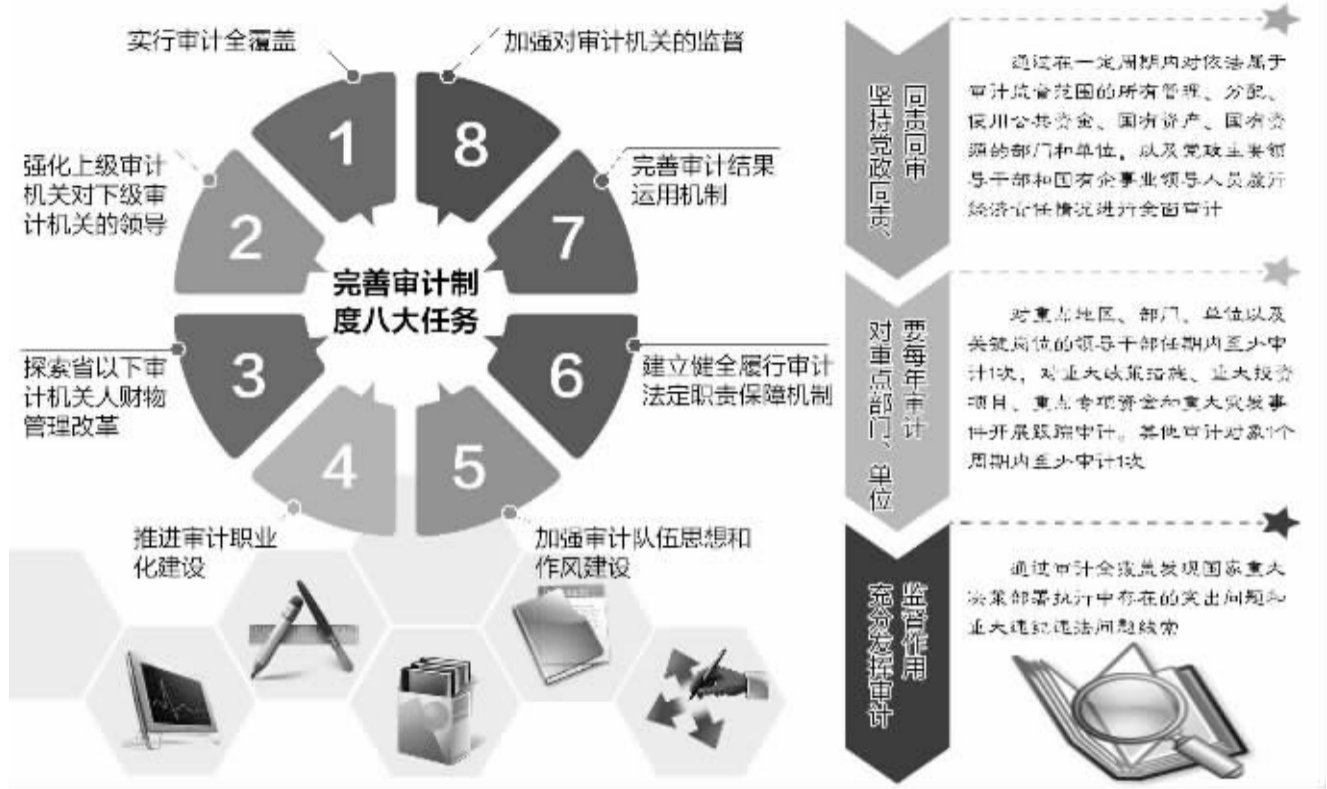 实行审计全覆盖
加强对审计机关的监督
1
8
强化上级审计
机关对下级审
计机关的领导
2
完善审计结果
运用机制
7
完善审计制
度八大任务
探索省以下审
计机关人财物
管理改革
3
建立健全履行审计
法定职责保障机制
6
4
5
推进审计职业
化建设
加强审计队伍思想和
作风建设
坚持党政同责、
同责同审
通过在一定周期内对依法属于
审计监督范围的所有管理、分配、
使用公共资金、国有资产、国有资
源的部门和单位，以及党政主要领
导干部和国有企事业领导人员履行
经济责任情况进行全面审计
对重点部门、单位
要每年审计
对重点地区、部门、单位以及
关键岗位的领导干部任期内至少审
计1次，对重大政策措施、重大投资
项目、重点专项资金和重大突发事
件开展跟踪审计。其他审计对象1个
周期内至少审计1次
充分发挥审计
监督作用
通过审计全覆盖发现国家重大
决策部署执行中存在的突出问题和
重大违纪违法问题线索